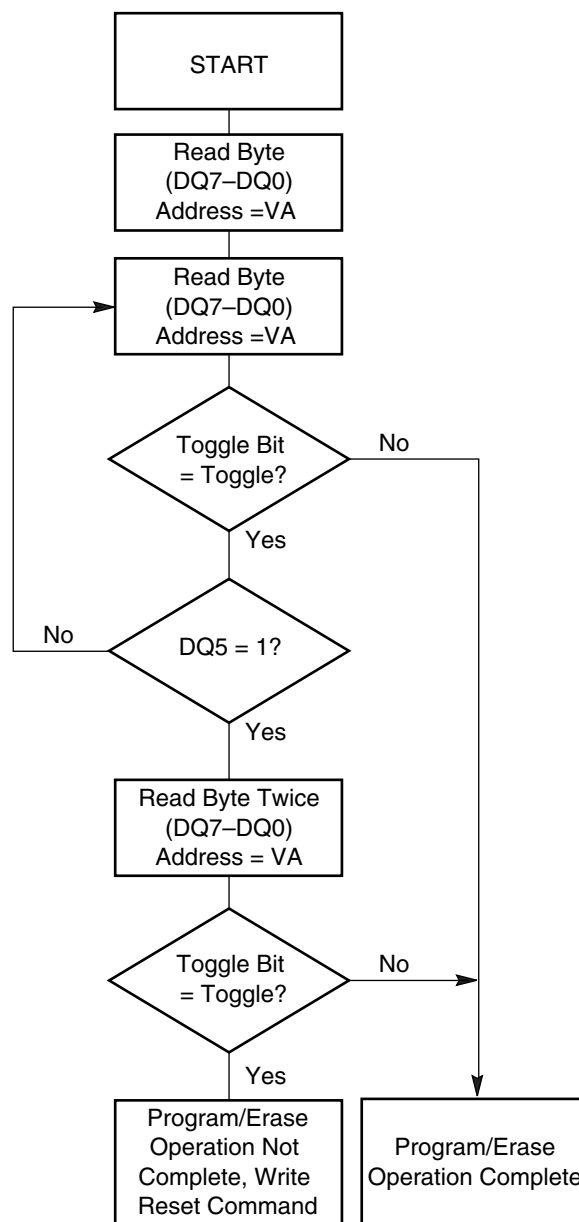 START
Read Byte
(DQ7–DQ0)
Address =VA
Read Byte
(DQ7–DQ0)
Address =VA
Toggle Bit
= Toggle?
No
Yes
No
DQ5 = 1?
Yes
Read Byte Twice
(DQ7–DQ0)
Address = VA
Toggle Bit
= Toggle?
No
Yes
Program/Erase
Operation Not
Complete, Write
Reset Command
Program/Erase
Operation Complete